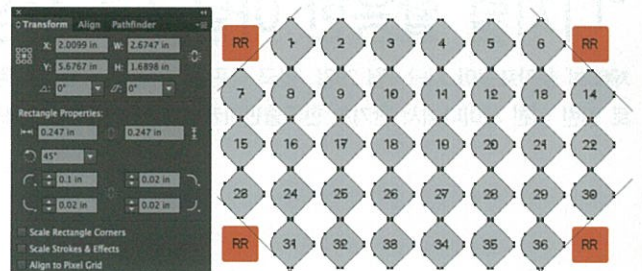 Transform Align Pathfinder
X: 2.0099 in W: 2.6747 in
Y: 5.6767 in H: 1.6898 in
0° 0°
Rectangle Properties:
0.247 in 0.247 in
45°
0.1 in 0.02 in
0.02 in 0.02 in
Scale Rectangle Corners
Scale Strokes & Effects
Align to Pixel Grid
RR 1 2 3 4 5 6 RR
7 8 9 10 11 12 13 14
15 16 17 18 19 20 21 22
23 24 25 26 27 28 29 30
RR 31 32 33 34 35 36 RR